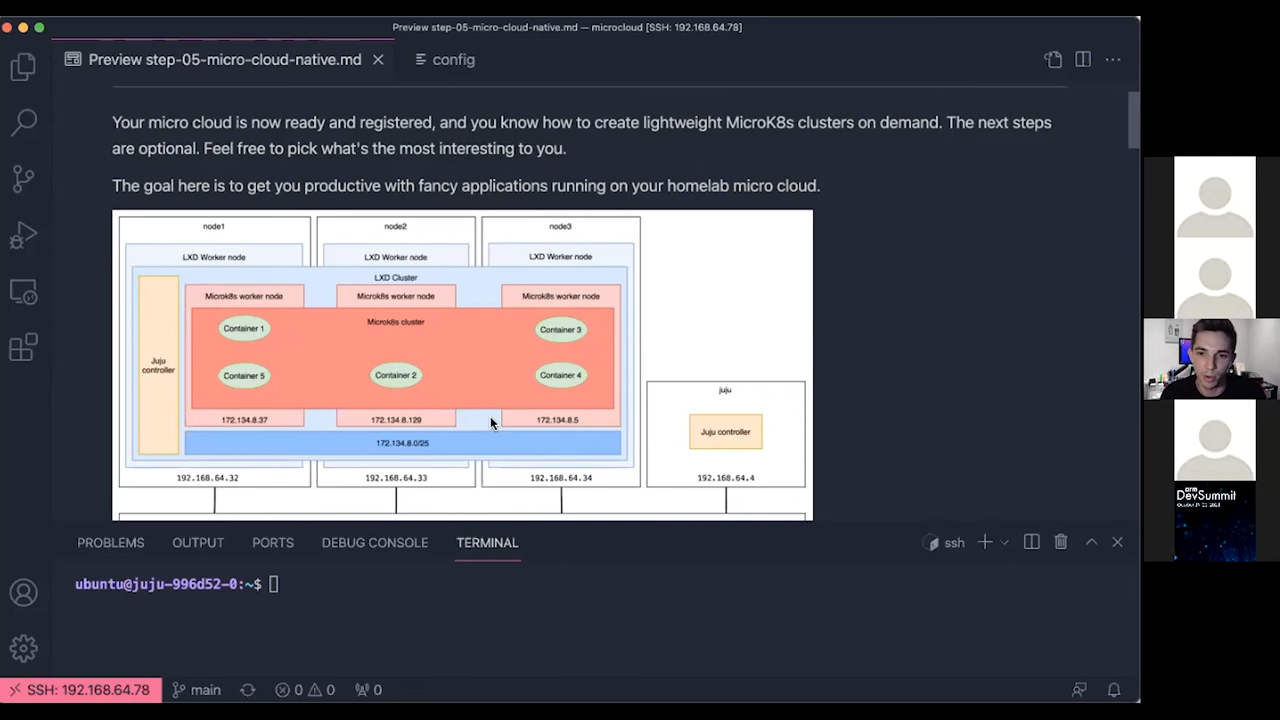 Preview step-05-micro-cloud-native.md — microcloud [SSH: 192.168.64.78]
Preview step-05-micro-cloud-native.md
config
Your micro cloud is now ready and registered, and you know how to create lightweight MicroK8s clusters on demand. The next steps
are optional. Feel free to pick what's the most interesting to you.
The goal here is to get you productive with fancy applications running on your homelab micro cloud.
node1 node2 node3
LXD Worker node LXD Worker node LXD Worker node
LXD Cluster
Microk8s worker node Microk8s worker node Microk8s worker node
Microk8s cluster
Container 1 Container 3
Juju
controller
Container 5 Container 2 Container 4
juju
Juju controller
172.134.8.37 172.134.8.129 172.134.8.5
172.134.8.0/25
192.168.64.32 192.168.64.33 192.168.64.34 192.168.64.4
PROBLEMS OUTPUT PORTS DEBUG CONSOLE TERMINAL
ssh
ubuntu@juju-996d52-0:~$
SSH: 192.168.64.78 main 0 0 0
arm
DevSummit